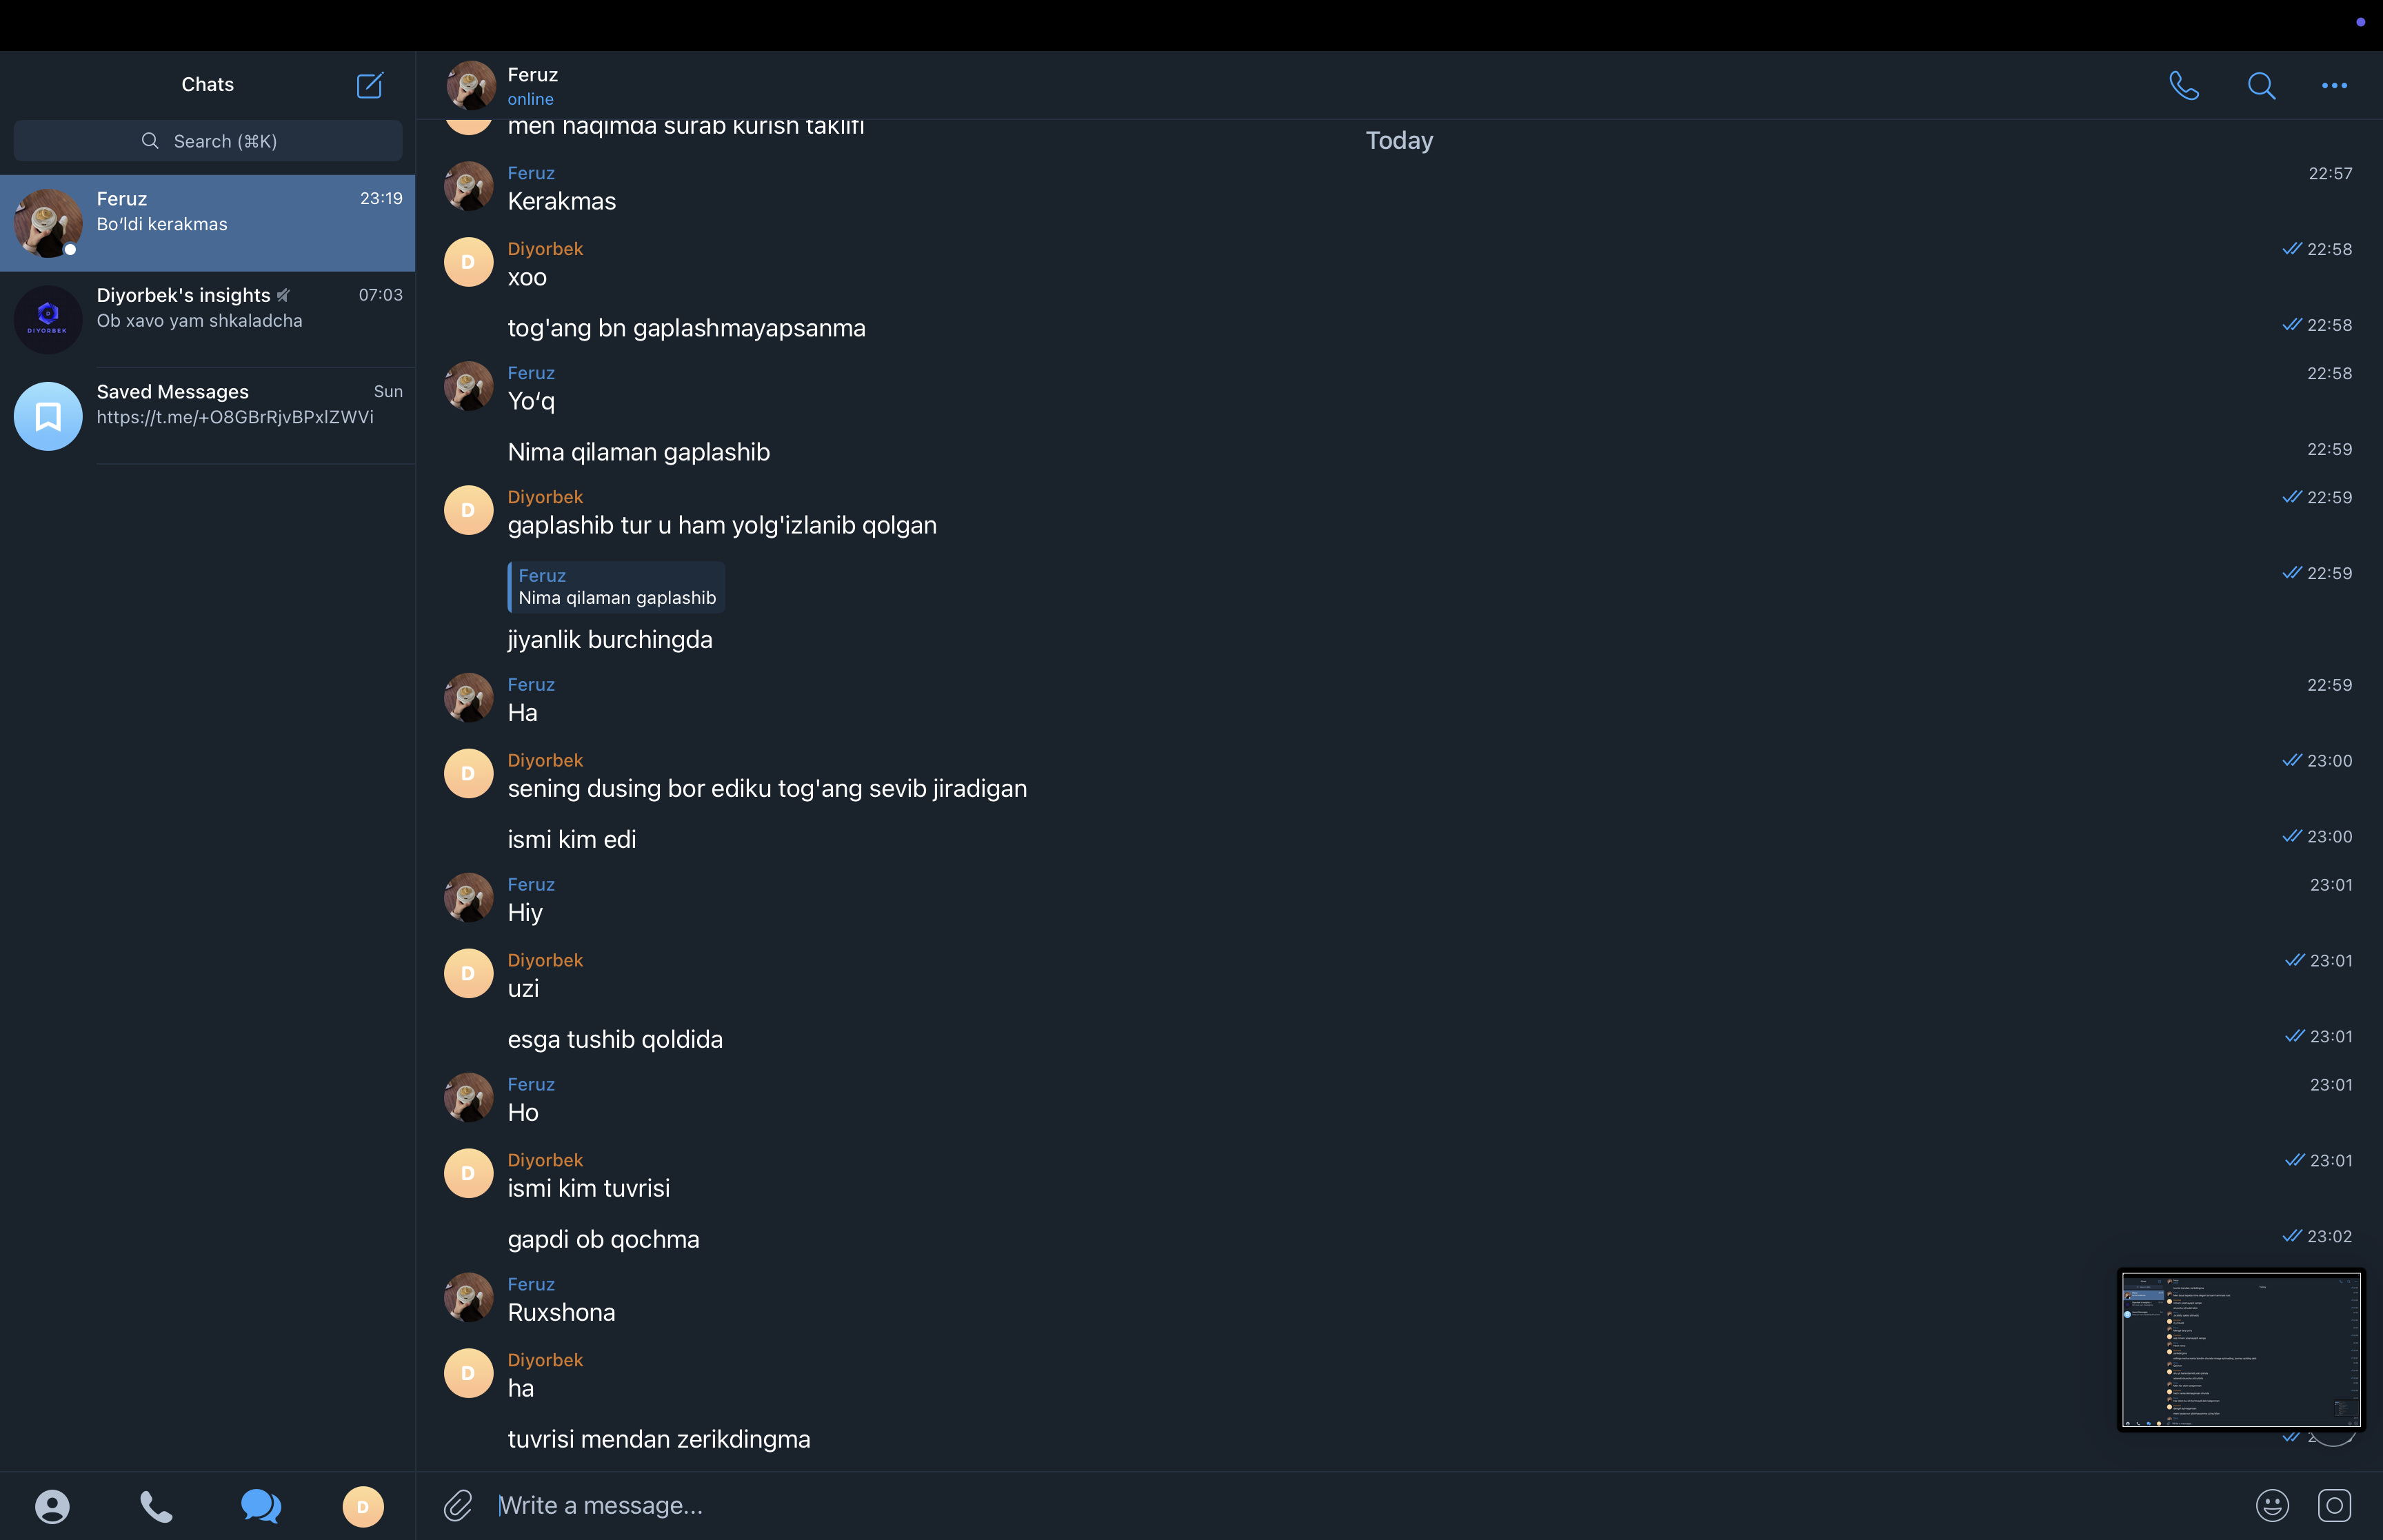 Chats
Search (⌘K)
Feruz
23:19
Bo‘ldi kerakmas
Diyorbek's insights
07:03
Ob xavo yam shkaladcha
DIYORBEK
Saved Messages
Sun
https://t.me/+O8GBrRjvBPxlZWVi
D
Feruz
online
men haqimda surab kurish taklifi
Today
Feruz
22:57
Kerakmas
D
Diyorbek
22:58
xoo
tog'ang bn gaplashmayapsanma
22:58
Feruz
22:58
Yo‘q
Nima qilaman gaplashib
22:59
D
Diyorbek
22:59
gaplashib tur u ham yolg'izlanib qolgan
Feruz
22:59
Nima qilaman gaplashib
jiyanlik burchingda
Feruz
22:59
Ha
D
Diyorbek
23:00
sening dusing bor ediku tog'ang sevib jiradigan
ismi kim edi
23:00
Feruz
23:01
Hiy
D
Diyorbek
23:01
uzi
esga tushib qoldida
23:01
Feruz
23:01
Ho
D
Diyorbek
23:01
ismi kim tuvrisi
gapdi ob qochma
23:02
Feruz
Ruxshona
D
Diyorbek
ha
tuvrisi mendan zerikdingma
Write a message...